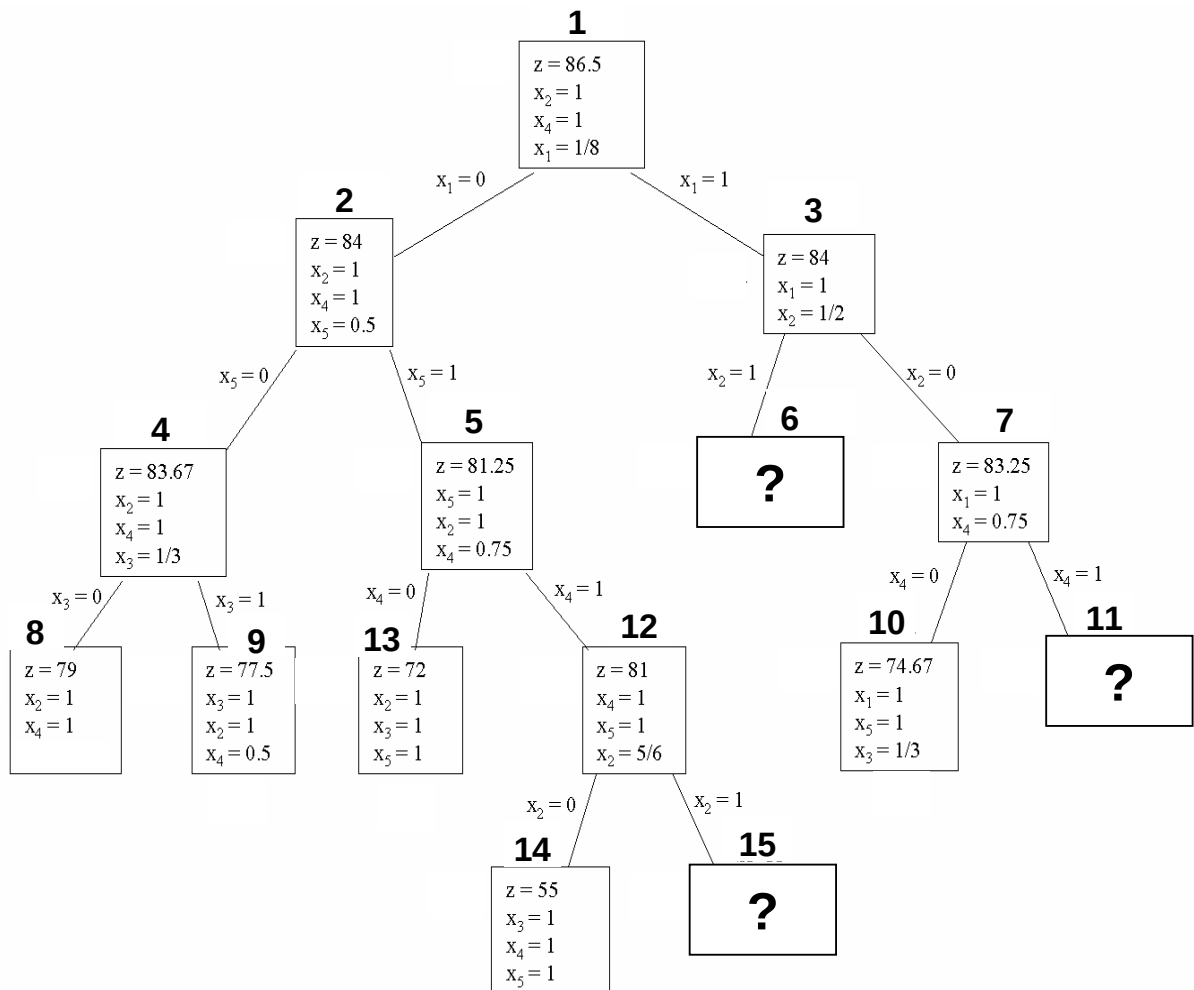 1
z = 86.5
x₂ = 1
x₄ = 1
x₁ = 1/8
x₁ = 0
x₁ = 1
2
z = 84
x₂ = 1
x₄ = 1
x₅ = 0.5
3
z = 84
x₁ = 1
x₂ = 1/2
x₅ = 0
x₅ = 1
x₂ = 1
x₂ = 0
4
z = 83.67
x₂ = 1
x₄ = 1
x₃ = 1/3
5
z = 81.25
x₅ = 1
x₂ = 1
x₄ = 0.75
6
?
7
z = 83.25
x₁ = 1
x₄ = 0.75
x₃ = 0
x₃ = 1
x₄ = 0
x₄ = 1
x₄ = 0
x₄ = 1
8
z = 79
x₂ = 1
x₄ = 1
9
z = 77.5
x₃ = 1
x₂ = 1
x₄ = 0.5
13
z = 72
x₂ = 1
x₃ = 1
x₅ = 1
12
z = 81
x₄ = 1
x₅ = 1
x₂ = 5/6
10
z = 74.67
x₁ = 1
x₅ = 1
x₃ = 1/3
11
?
x₂ = 0
x₂ = 1
14
z = 55
x₃ = 1
x₄ = 1
x₅ = 1
15
?